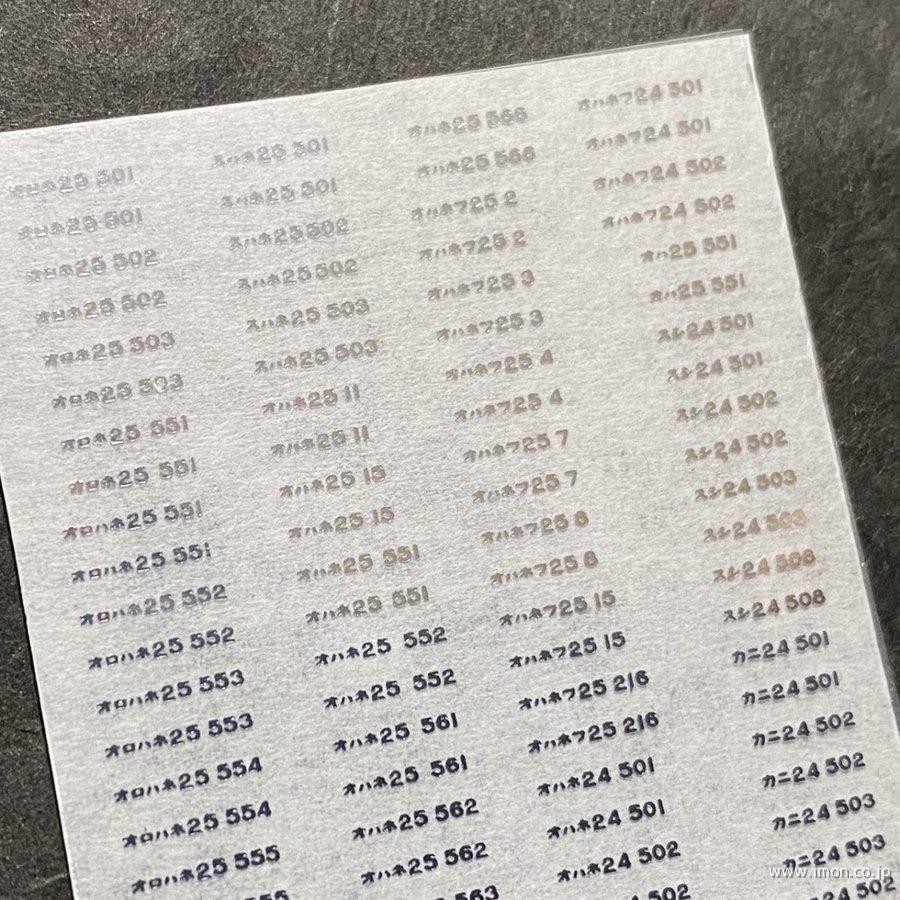 オロネ25 501
オロネ25 501
オロネ25 502
オロネ25 502
オロネ25 503
オロネ25 503
オロネ25 551
オロネ25 551
オロハネ25 551
オロハネ25 551
オロハネ25 552
オロハネ25 552
オロハネ25 553
オロハネ25 553
オロハネ25 554
オロハネ25 554
オロハネ25 555
スハネ25 501
スハネ25 501
スハネ25 502
スハネ25 502
スハネ25 503
スハネ25 503
オハネ25 11
オハネ25 11
オハネ25 15
オハネ25 15
オハネ25 551
オハネ25 551
オハネ25 552
オハネ25 552
オハネ25 561
オハネ25 561
オハネ25 562
オハネ25 562
563
オハネ25 566
オハネ25 566
オハネフ25 2
オハネフ25 2
オハネフ25 3
オハネフ25 3
オハネフ25 4
オハネフ25 4
オハネフ25 7
オハネフ25 7
オハネフ25 8
オハネフ25 8
オハネフ25 15
オハネフ25 15
オハネフ25 216
オハネフ25 216
オハネ24 501
オハネ24 501
オハネ24 502
502
オハネフ24 501
オハネフ24 501
オハネフ24 502
オハネフ24 502
オハ25 551
オハ25 551
スシ24 501
スシ24 501
スシ24 502
スシ24 502
スシ24 503
スシ24 503
スシ24 508
スシ24 508
カニ24 501
カニ24 501
カニ24 502
カニ24 502
カニ24 503
カニ24 503
24 502
www.imon.co.jp